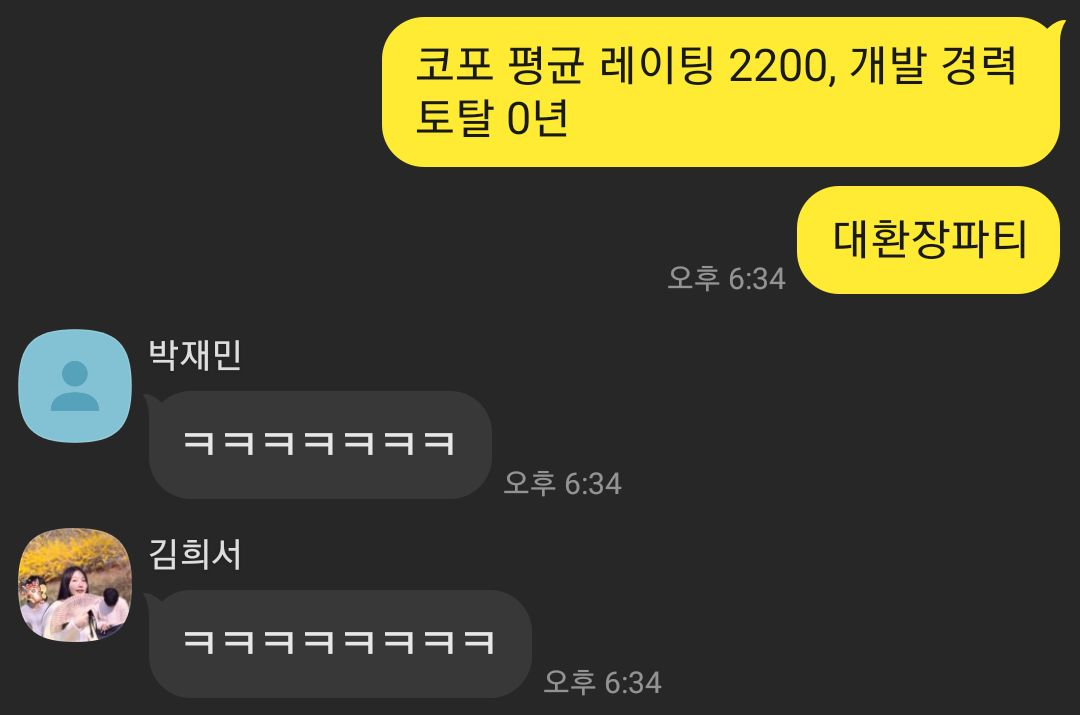 코포 평균 레이팅 2200, 개발 경력
토탈 0년
대환장파티
오후 6:34
박재민
ㅋㅋㅋㅋㅋㅋㅋ
오후 6:34
김희서
ㅋㅋㅋㅋㅋㅋㅋㅋ
오후 6:34